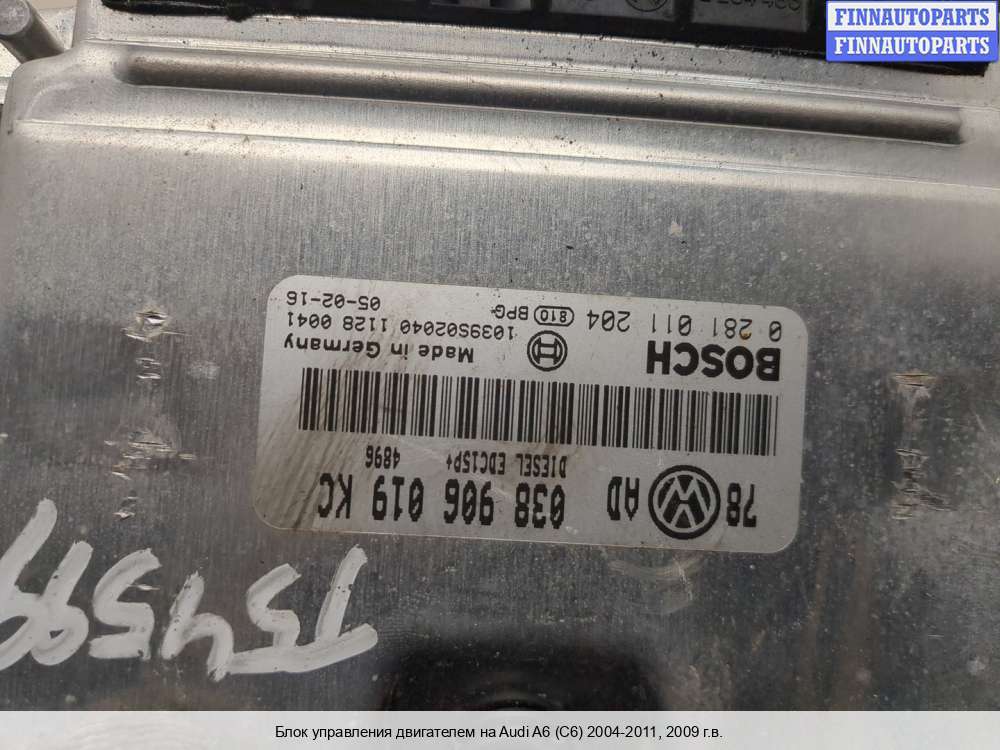 FINNAUTOPARTS
FINNAUTOPARTS
78 AD 038 906 019 KC
DIESEL EDC15P+ 4896
BOSCH
Made in Germany
1039S02040 1128 0041
0 281 011 204 810 BPG 05-02-16
Блок управления двигателем на Audi A6 (C6) 2004-2011, 2009 г.в.